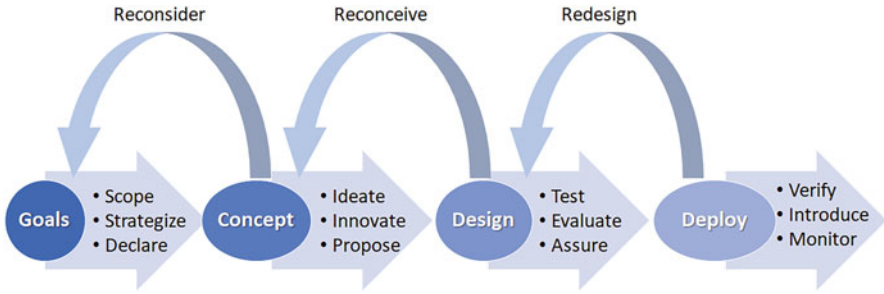 Reconsider
Reconceive
Redesign
Goals
• Scope
• Strategize
• Declare
Concept
• Ideate
• Innovate
• Propose
Design
• Test
• Evaluate
• Assure
Deploy
• Verify
• Introduce
• Monitor